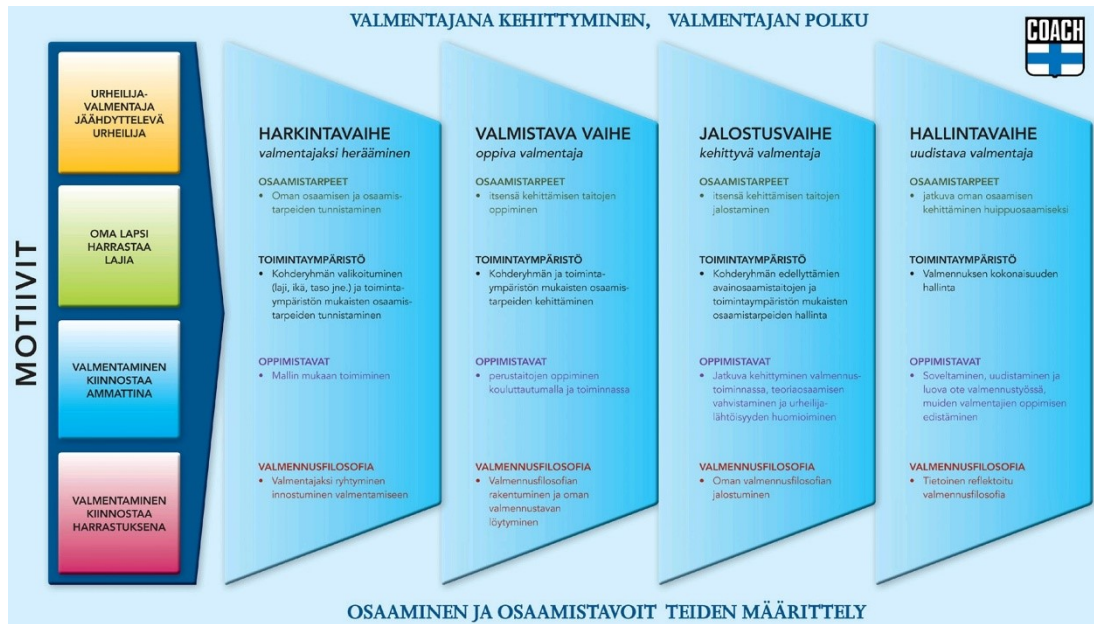 VALMENTAJANA KEHITTYMINEN, VALMENTAJAN POLKU
COACH
MOTIIVIT
URHEILIJA-
VALMENTAJA
JÄÄHDYTTELEVÄ
URHEILIJA
OMA LAPSI
HARRASTAA
LAJIA
VALMENTAMINEN
KIINNOSTAA
AMMATTINA
VALMENTAMINEN
KIINNOSTAA
HARRASTUKSENA
HARKINTAVAIHE
valmentajaksi herääminen
OSAAMISTARPEET
• Oman osaamisen ja osaamis-
tarpeiden tunnistaminen
TOIMINTAYMPÄRISTÖ
• Kohderyhmän valikoituminen
(laji, ikä, taso jne.) ja toiminta-
ympäristön mukaisten osaamis-
tarpeiden tunnistaminen
OPPIMISTAVAT
• Mallin mukaan toimiminen
VALMENNUSFILOSOFIA
• Valmentajaksi ryhtyminen
innostuminen valmentamiseen
VALMISTAVA VAIHE
oppiva valmentaja
OSAAMISTARPEET
• itsensä kehittämisen taitojen
oppiminen
TOIMINTAYMPÄRISTÖ
• Kohderyhmän ja toiminta-
ympäristön mukaisten osaamis-
tarpeiden kehittäminen
OPPIMISTAVAT
• perustaitojen oppiminen
kouluttautumalla ja toiminnassa
VALMENNUSFILOSOFIA
• Valmennusfilosofian
rakentuminen ja oman
valmennustavan
löytyminen
JALOSTUSVAIHE
kehittyvä valmentaja
OSAAMISTARPEET
• itsensä kehittämisen taitojen
jalostaminen
TOIMINTAYMPÄRISTÖ
• Kohderyhmän edellyttämien
avainosaamistaitojen ja
toimintaympäristön mukaisten
osaamistarpeiden hallinta
OPPIMISTAVAT
• Jatkuva kehittyminen valmennus-
toiminnassa, teoriaosaamisen
vahvistaminen ja urheilija-
lähtöisyyden huomioiminen
VALMENNUSFILOSOFIA
• Oman valmennusfilosofian
jalostuminen
HALLINTAVAIHE
uudistava valmentaja
OSAAMISTARPEET
• jatkuva oman osaamisen
kehittäminen huippuosaamiseksi
TOIMINTAYMPÄRISTÖ
• Valmennuksen kokonaisuuden
hallinta
OPPIMISTAVAT
• Soveltaminen, uudistaminen ja
luova ote valmennustyössä,
muiden valmentajien oppimisen
edistäminen
VALMENNUSFILOSOFIA
• Tietoinen reflektoitu
valmennusfilosofia
OSAAMINEN JA OSAAMISTAVOIT TEIDEN MÄÄRITTELY